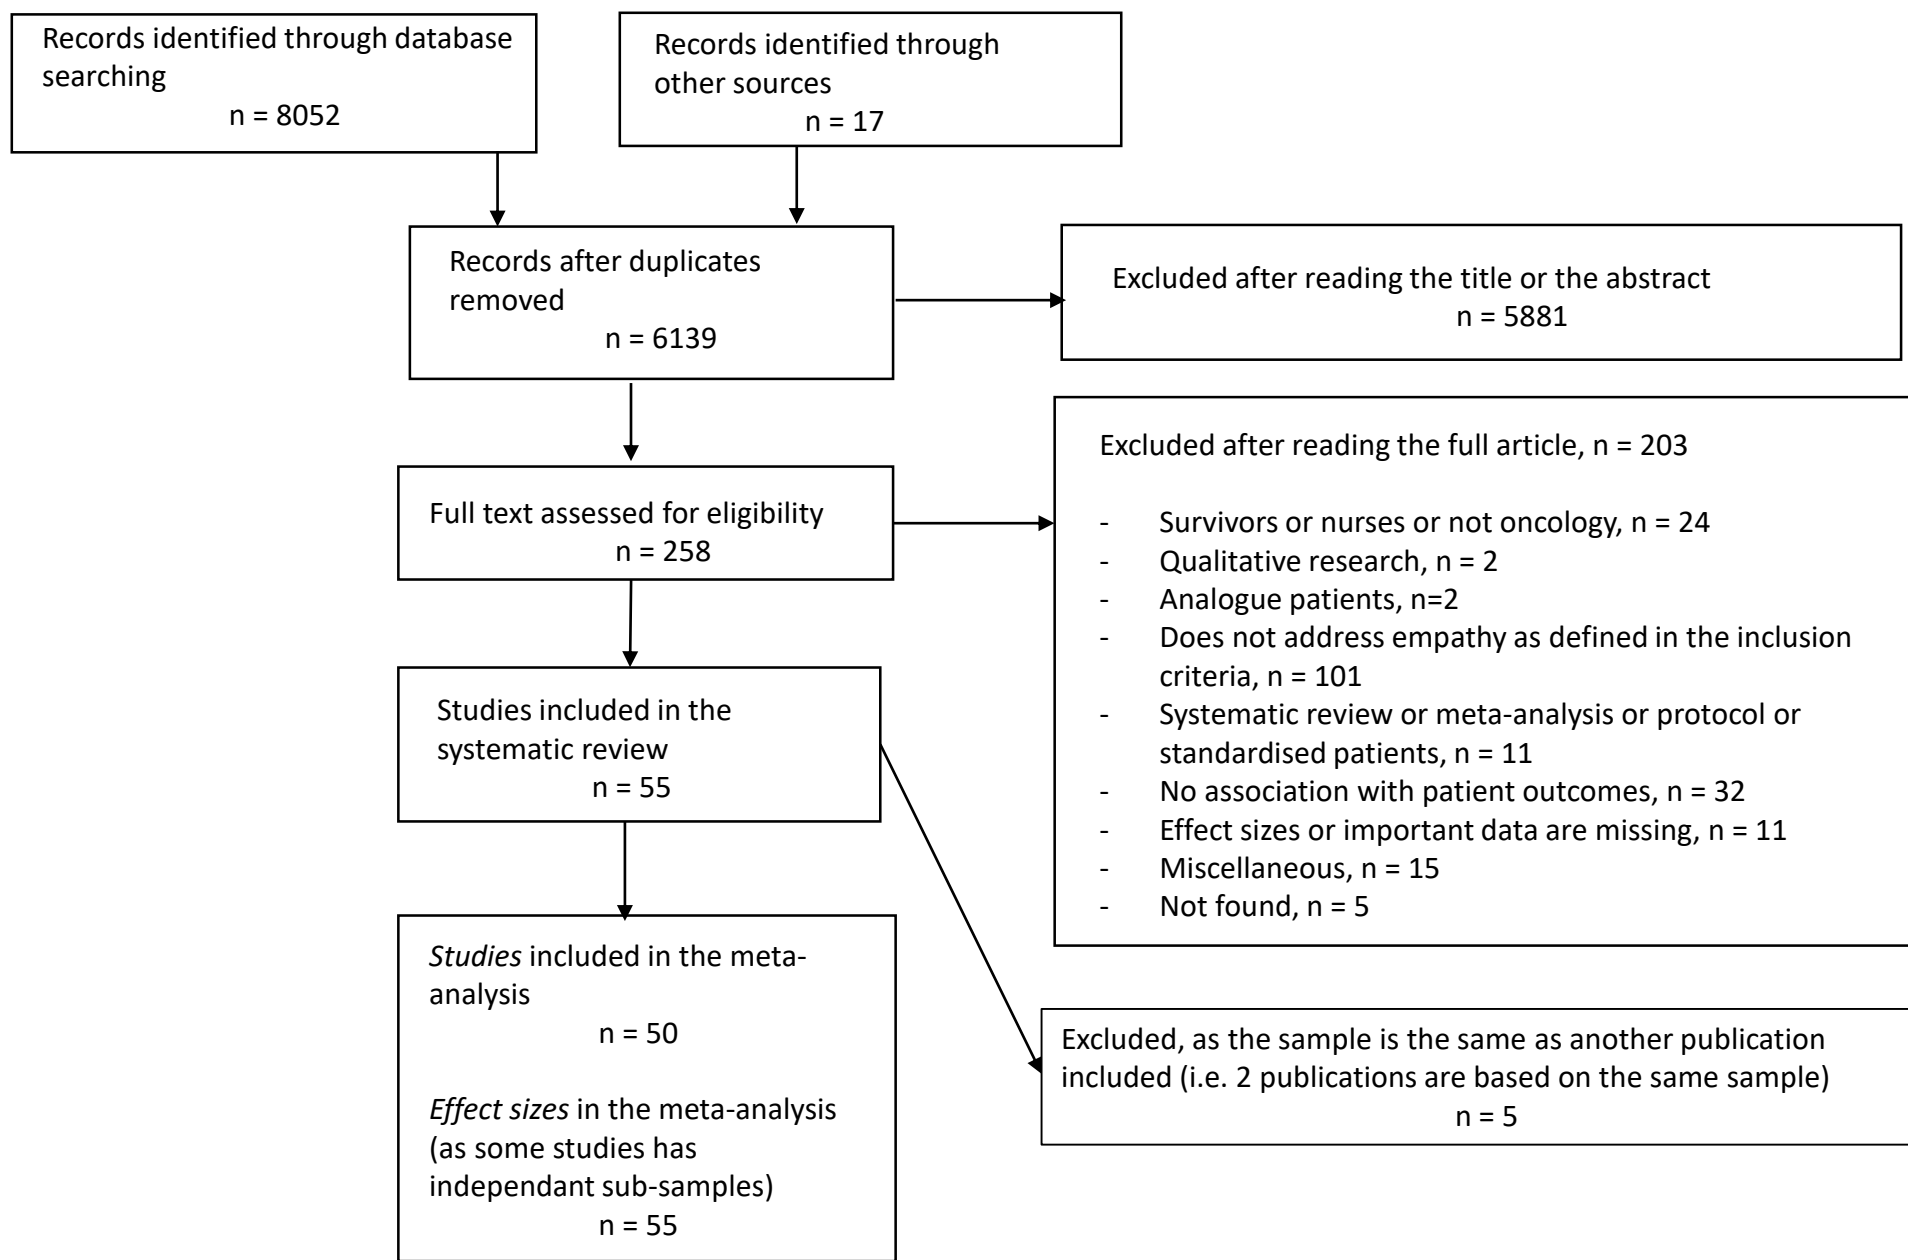 Records identified through database
searching
n = 8052
Records identified through
other sources
n = 17
Records after duplicates
removed
n = 6139
Excluded after reading the title or the abstract
n = 5881
Full text assessed for eligibility
n = 258
Excluded after reading the full article, n = 203
- Survivors or nurses or not oncology, n = 24
- Qualitative research, n = 2
- Analogue patients, n=2
- Does not address empathy as defined in the inclusion
criteria, n = 101
- Systematic review or meta-analysis or protocol or
standardised patients, n = 11
- No association with patient outcomes, n = 32
- Effect sizes or important data are missing, n = 11
- Miscellaneous, n = 15
- Not found, n = 5
Studies included in the
systematic review
n = 55
Excluded, as the sample is the same as another publication
included (i.e. 2 publications are based on the same sample)
n = 5
Studies included in the meta-
analysis
n = 50
Effect sizes in the meta-analysis
(as some studies has
independant sub-samples)
n = 55